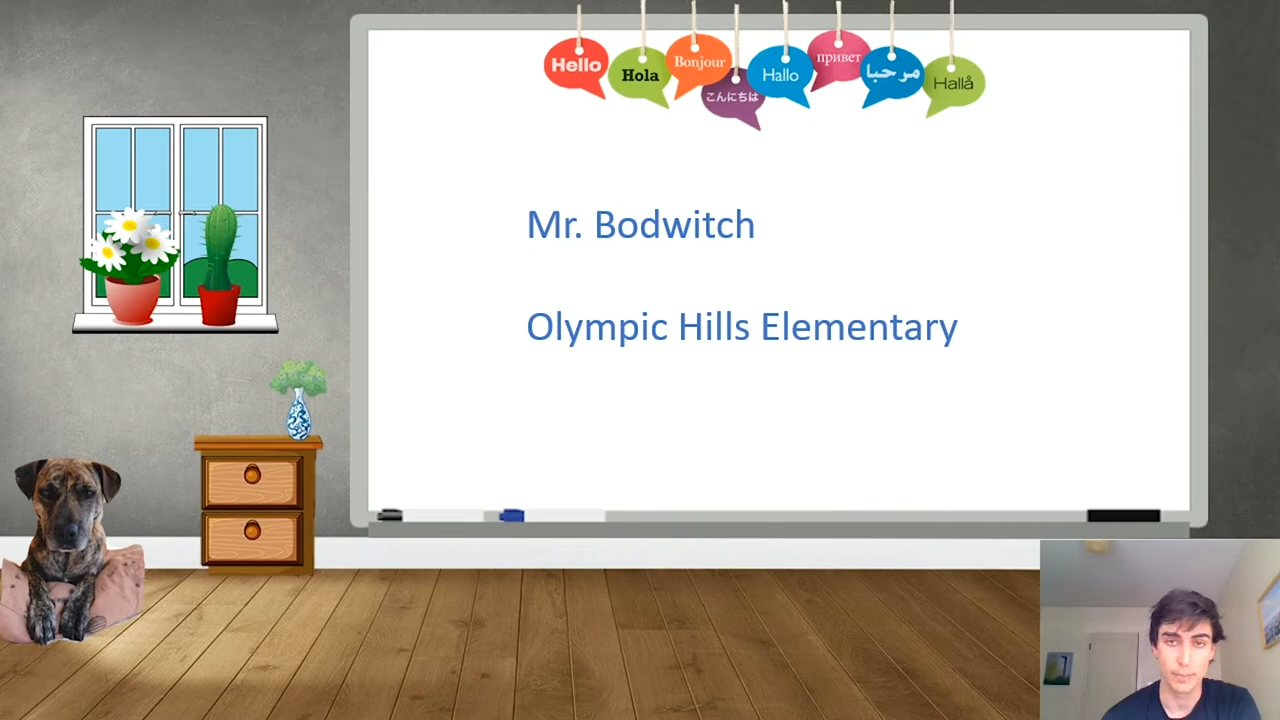 Hello
Hola
Bonjour
こんにちは
Hallo
привет
مرحبا
Hallå
Mr. Bodwitch
Olympic Hills Elementary